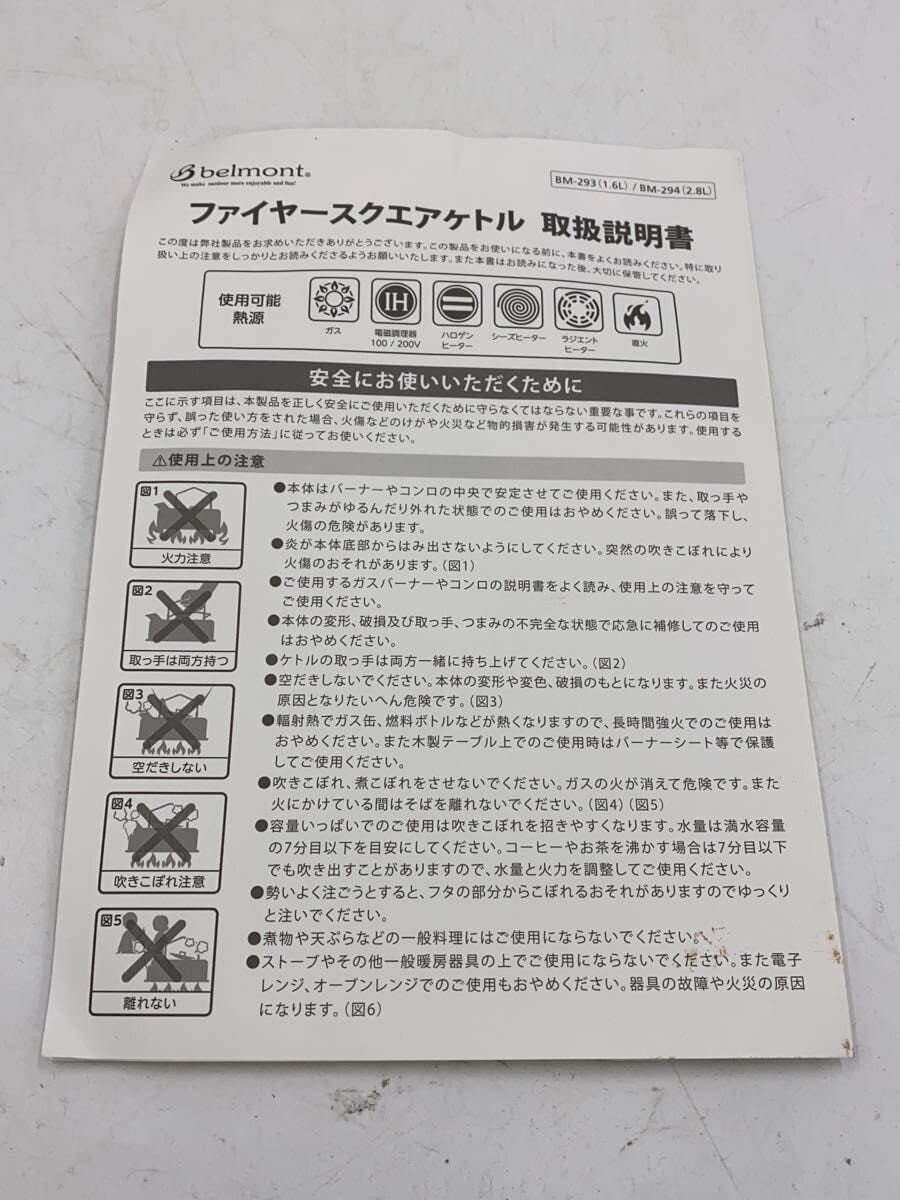 belmont®
We make outdoor more enjoyable and fun!
BM-293(1.6L) / BM-294(2.8L)
ファイヤースクエアケトル 取扱説明書
この度は弊社製品をお求めいただきありがとうございます。この製品をお使いになる前に、本書をよくお読みください。特に取り
扱い上の注意をしっかりとお読みくださるようお願いいたします。また本書はお読みになった後、大切に保管してください。
使用可能
熱源
ガス
IH
電磁調理器
100 / 200V
ハロゲン
ヒーター
シーズヒーター
ラジエント
ヒーター
直火
安全にお使いいただくために
ここに示す項目は、本製品を正しく安全にご使用いただくために守らなくてはならない重要な事です。これらの項目を
守らず、誤った使い方をされた場合、火傷などのけがや火災など物的損害が発生する可能性があります。使用する
ときは必ず「ご使用方法」に従ってお使いください。
⚠使用上の注意
図1
火力注意
図2
取っ手は両方持つ
図3
空だきしない
図4
吹きこぼれ注意
図5
離れない
●本体はバーナーやコンロの中央で安定させてご使用ください。また、取っ手や
つまみがゆるんだり外れた状態でのご使用はおやめください。誤って落下し、
火傷の危険があります。
●炎が本体底部からはみ出さないようにしてください。突然の吹きこぼれにより
火傷のおそれがあります。(図1)
●ご使用するガスバーナーやコンロの説明書をよく読み、使用上の注意を守って
ご使用ください。
●本体の変形、破損及び取っ手、つまみの不完全な状態で応急に補修してのご使用
はおやめください。
●ケトルの取っ手は両方一緒に持ち上げてください。(図2)
●空だきしないでください。本体の変形や変色、破損のもとになります。また火災の
原因となりたいへん危険です。(図3)
●輻射熱でガス缶、燃料ボトルなどが熱くなりますので、長時間強火でのご使用は
おやめください。また木製テーブル上でのご使用時はバーナーシート等で保護
してご使用ください。
●吹きこぼれ、煮こぼれをさせないでください。ガスの火が消えて危険です。また
火にかけている間はそばを離れないでください。(図4)(図5)
●容量いっぱいでのご使用は吹きこぼれを招きやすくなります。水量は満水容量
の7分目以下を目安にしてください。コーヒーやお茶を沸かす場合は7分目以下
でも吹き出すことがありますので、水量と火力を調整してご使用ください。
●勢いよく注ごうとすると、フタの部分からこぼれるおそれがありますのでゆっくり
と注いでください。
●煮物や天ぷらなどの一般料理にはご使用にならないでください。
●ストーブやその他一般暖房器具の上でご使用にならないでください。また電子
レンジ、オーブンレンジでのご使用もおやめください。器具の故障や火災の原因
になります。(図6)